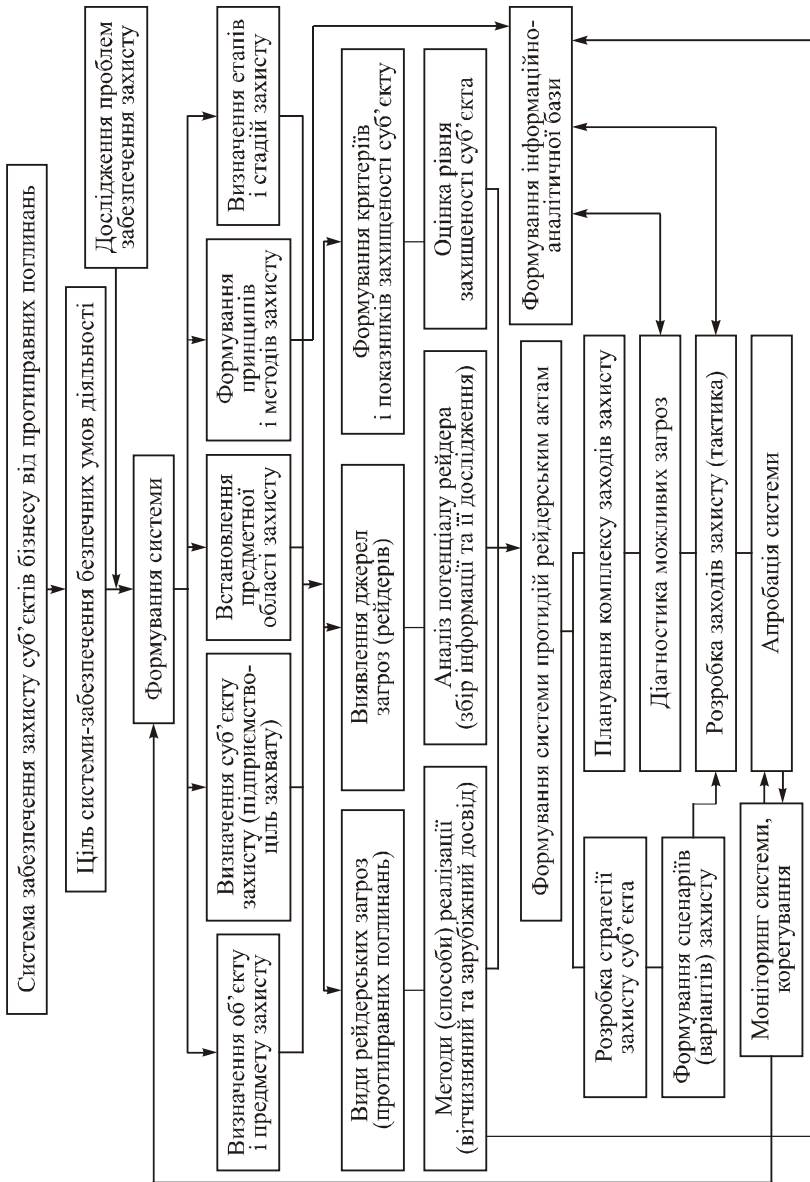 Система забезпечення захисту суб’єктів бізнесу від протиправних поглинань
Ціль системи-забезпечення безпечних умов діяльності
Дослідження проблем
забезпечення захисту
Формування системи
Визначення об’єкту
і предмету захисту
Визначення суб’єкту
захисту (підприємство-
ціль захвату)
Встановлення
предметної
області захисту
Формування
принципів
і методів захисту
Визначення етапів
і стадій захисту
Види рейдерських загроз
(протиправних поглинань)
Виявлення джерел
загроз (рейдерів)
Формування критеріїв
і показників захищеності суб’єкту
Методи (способи) реалізації
(вітчизняний та зарубіжний досвід)
Аналіз потенціалу рейдера
(збір інформації та її дослідження)
Оцінка рівня
захищеності суб’єкта
Формування системи протидій рейдерським актам
Формування інформаційно-
аналітичної бази
Розробка стратегії
захисту суб’єкта
Планування комплексу заходів захисту
Формування сценаріїв
(варіантів) захисту
Діагностика можливих загроз
Розробка заходів захисту (тактика)
Моніторинг системи,
корегування
Апробація системи